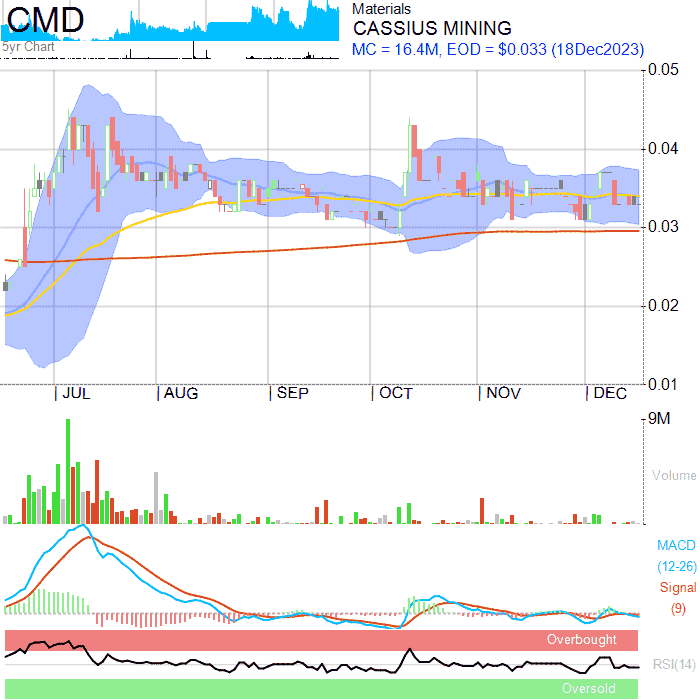 CMD
5yr Chart
Materials
CASSIUS MINING
MC = 16.4M, EOD = $0.033 (18Dec2023)
0.05
0.04
0.03
0.02
0.01
JUL AUG SEP OCT NOV DEC
9M
Volume
MACD
(12-26)
Signal
(9)
Overbought
RSI(14)
Oversold